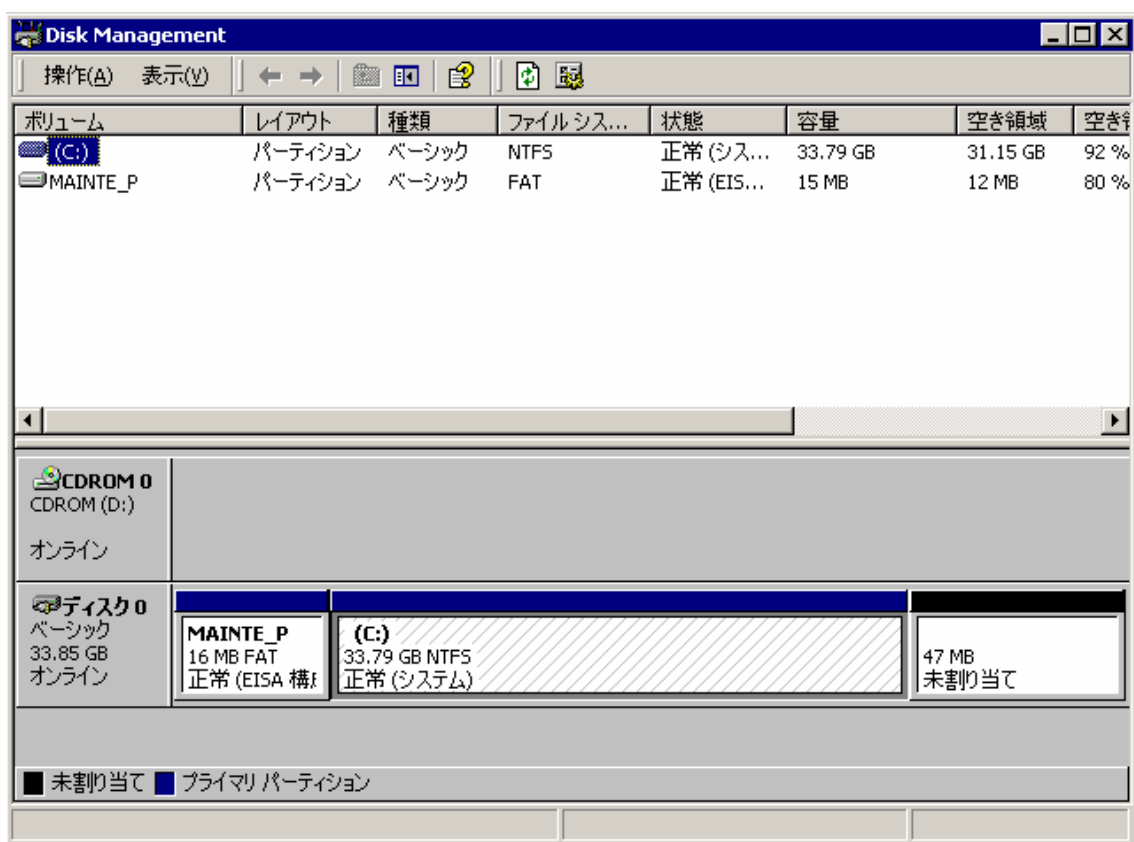 Disk Management
操作(A) 表示(V)
ボリューム レイアウト 種類 ファイル シス... 状態 容量 空き領域 空き
(C:) パーティション ベーシック NTFS 正常 (シス... 33.79 GB 31.15 GB 92 %
MAINTE_P パーティション ベーシック FAT 正常 (EIS... 15 MB 12 MB 80 %
CDROM 0
CDROM (D:)
オンライン
ディスク 0
ベーシック
33.85 GB
オンライン
MAINTE_P
16 MB FAT
正常 (EISA 構
(C:)
33.79 GB NTFS
正常 (システム)
47 MB
未割り当て
未割り当て プライマリ パーティション